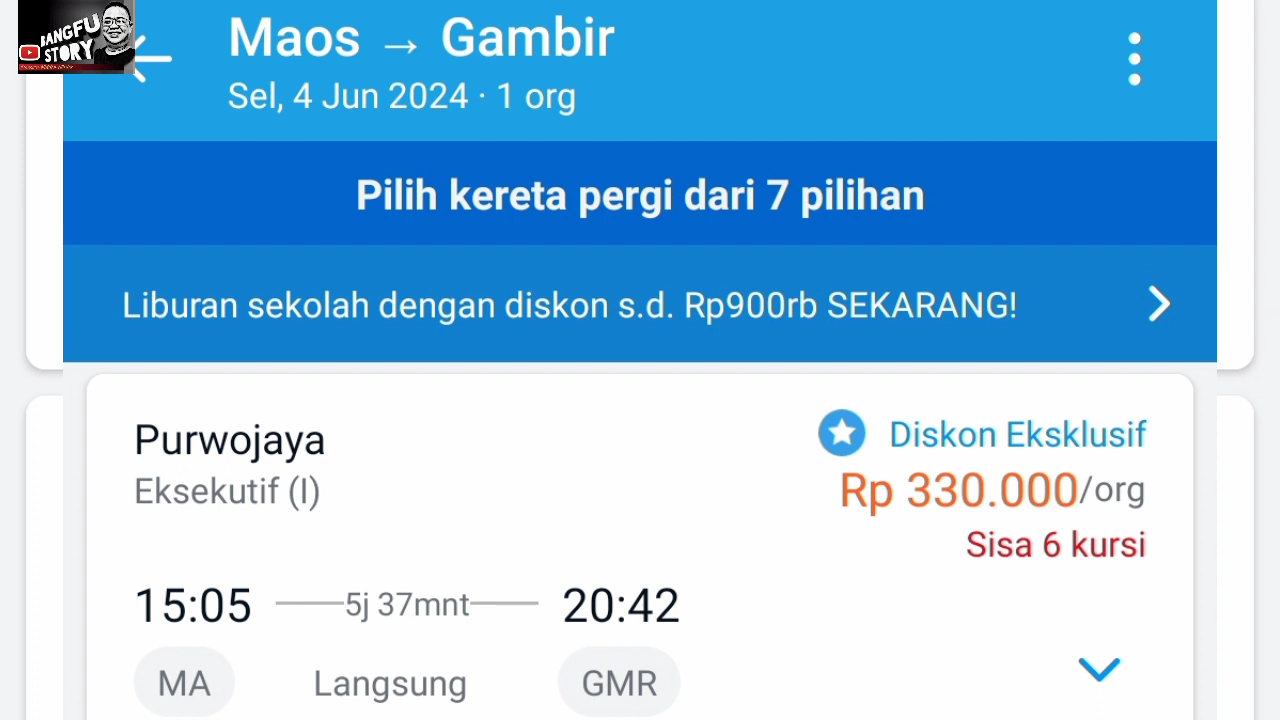 BANGFU
STORY
Maos → Gambir
Sel, 4 Jun 2024 · 1 org
Pilih kereta pergi dari 7 pilihan
Liburan sekolah dengan diskon s.d. Rp900rb SEKARANG!
Purwojaya
Diskon Eksklusif
Eksekutif (I)
Rp 330.000/org
Sisa 6 kursi
15:05 5j 37mnt 20:42
MA Langsung GMR